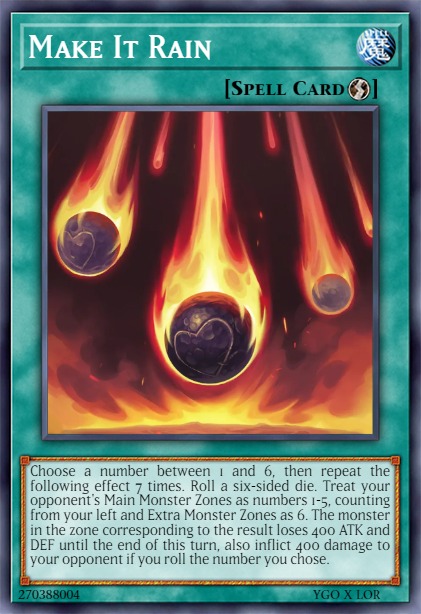 Make It Rain
魔
[Spell Card]
Choose a number between 1 and 6, then repeat the
following effect 7 times. Roll a six-sided die. Treat your
opponent's Main Monster Zones as numbers 1-5, counting
from your left and Extra Monster Zones as 6. The monster
in the zone corresponding to the result loses 400 ATK and
DEF until the end of this turn, also inflict 400 damage to
your opponent if you roll the number you chose.
270388004 YGO X LOR